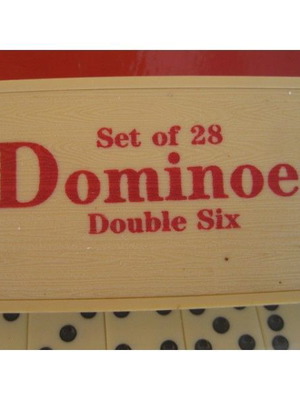 Set of 28
Dominoe
Double Six